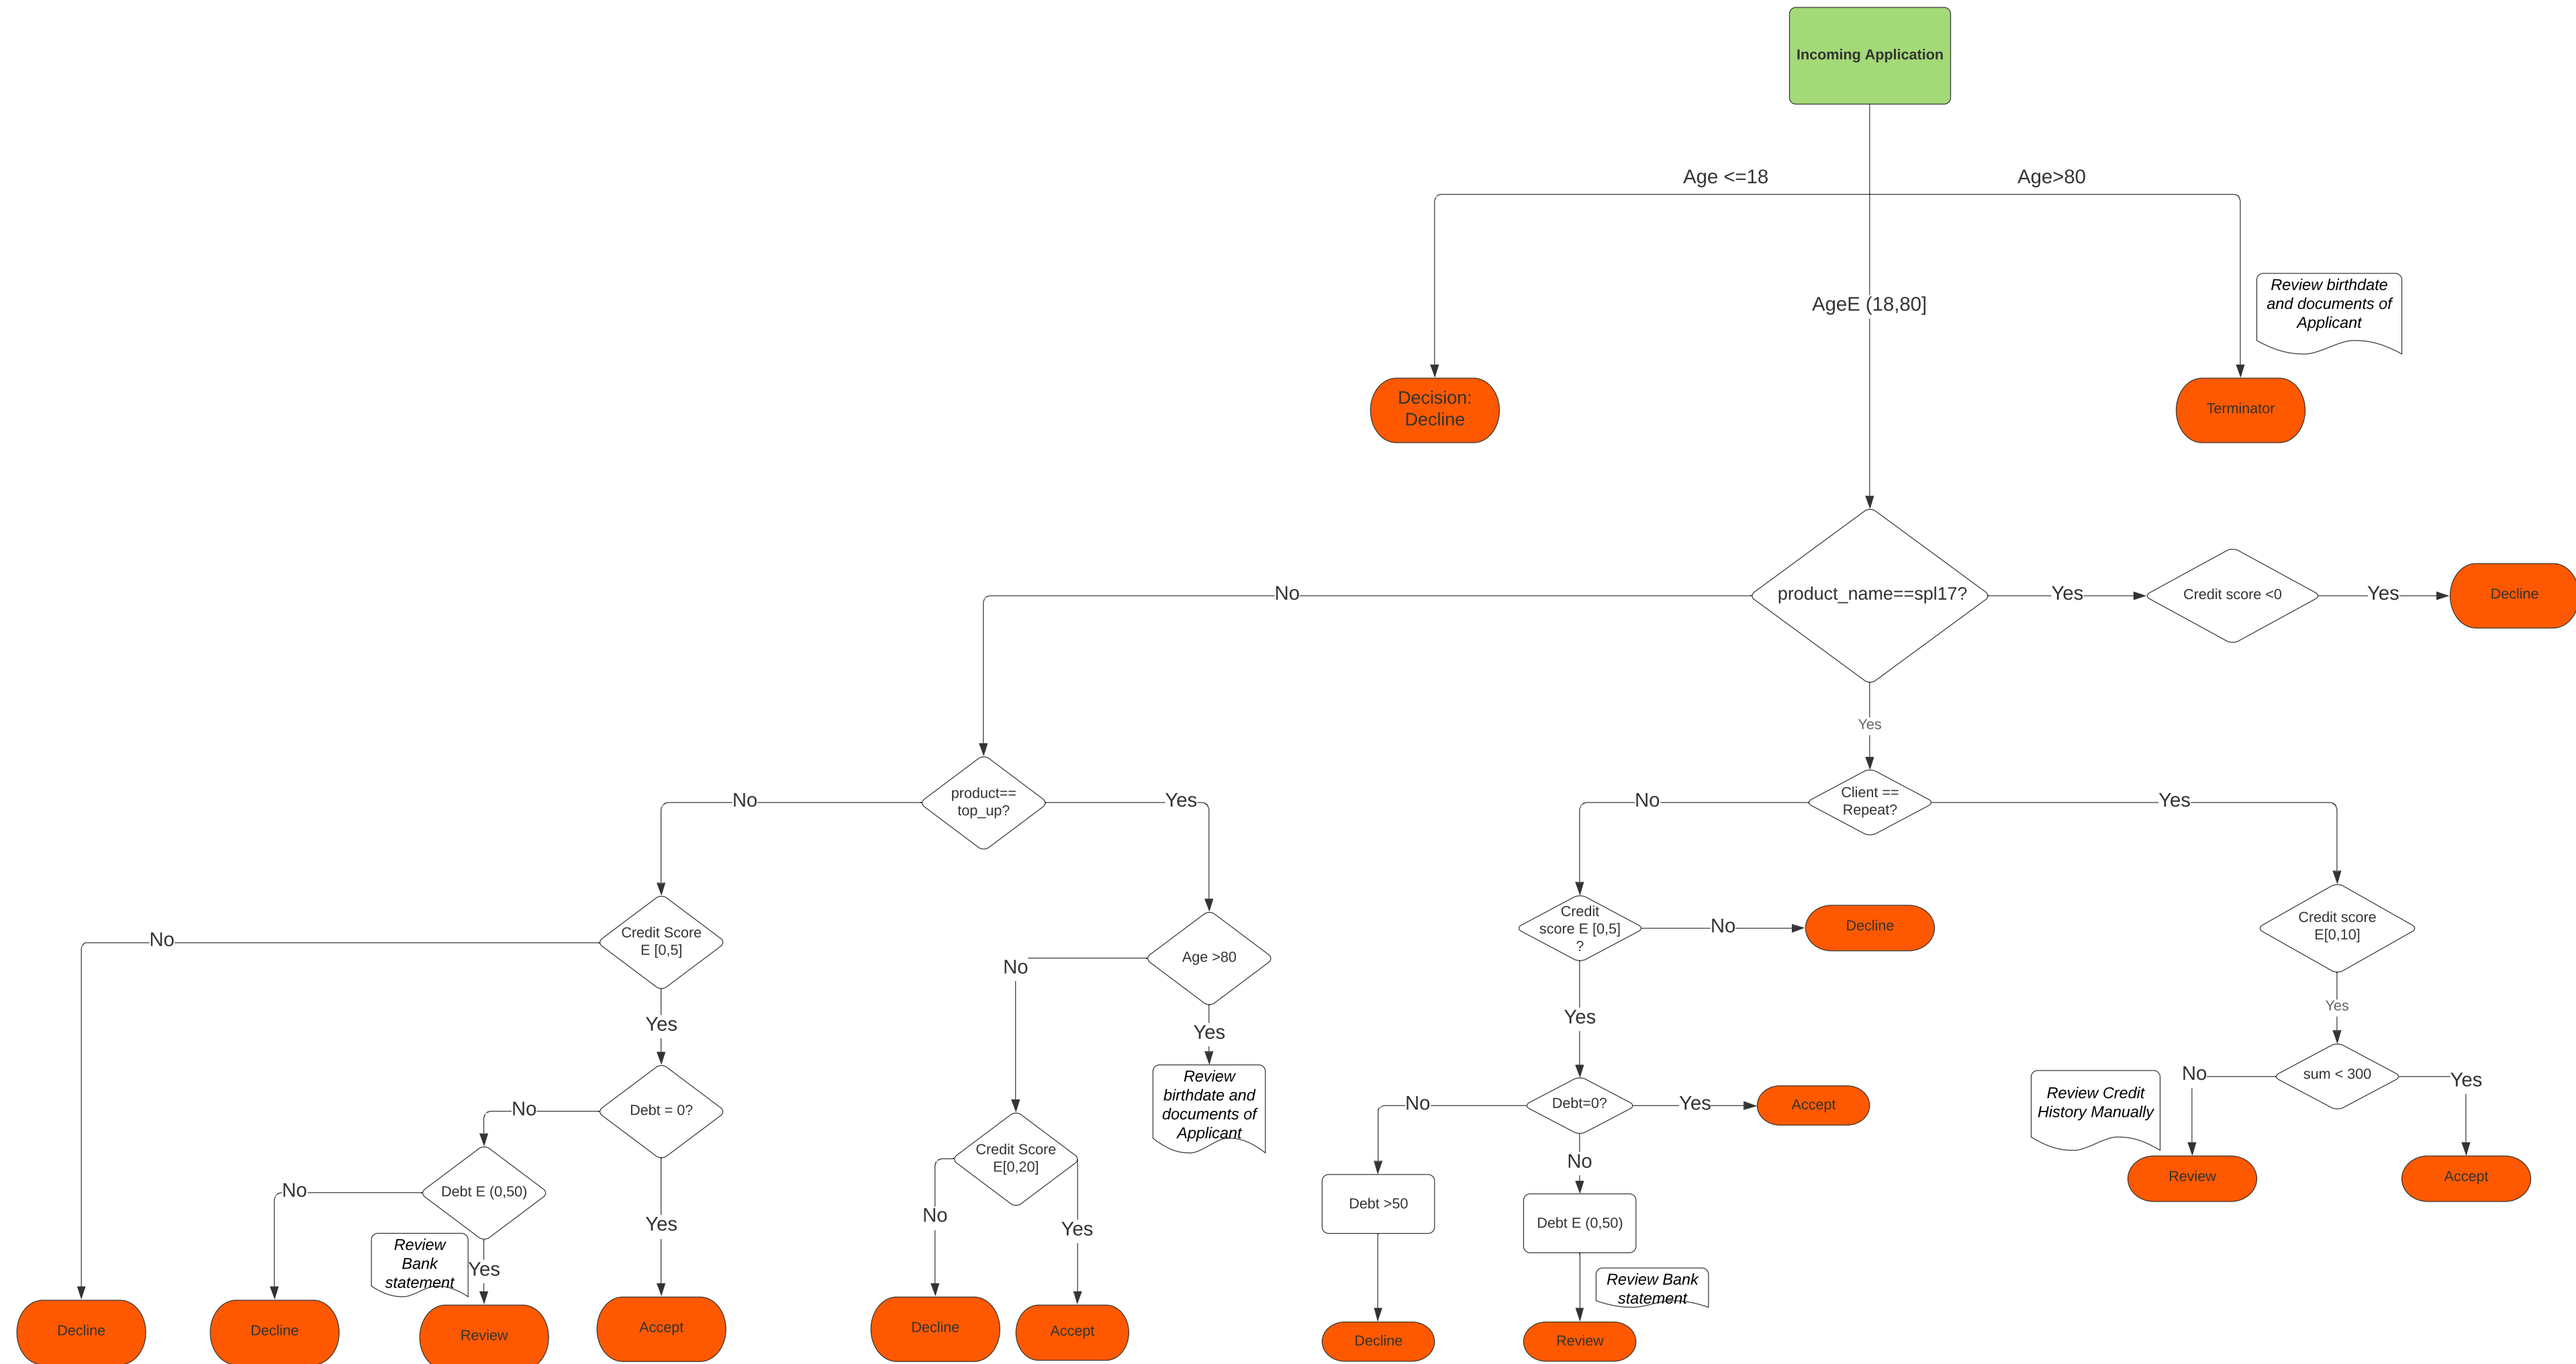 Incoming Application
Age <=18
Age>80
Review birthdate
and documents of
Applicant
AgeE (18,80]
Decision:
Decline
Terminator
No
product_name==spl17?
Yes
Credit score <0
Yes
Decline
Yes
No
product==
top_up?
Yes
No
Client ==
Repeat?
Yes
No
Credit Score
E [0,5]
Age >80
No
Credit
score E [0,5]
?
No
Decline
Credit score
E[0,10]
Yes
Yes
Yes
Yes
Review
birthdate and
documents of
Applicant
No
Debt = 0?
No
Debt=0?
Yes
Accept
Review Credit
History Manually
No
sum < 300
Yes
No
Debt E (0,50)
Credit Score
E[0,20]
No
Debt >50
Debt E (0,50)
Review
Accept
Review
Bank
statement
Yes
Yes
No
Yes
Review Bank
statement
Decline
Decline
Review
Accept
Decline
Accept
Decline
Review